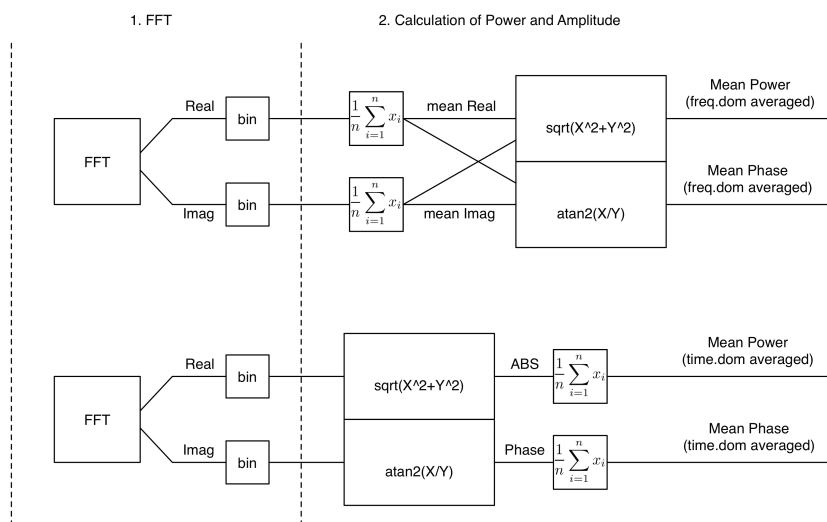 1. FFT
2. Calculation of Power and Amplitude
FFT
Real
bin
Imag
bin
1/n ∑_{i=1}^{n} x_i
1/n ∑_{i=1}^{n} x_i
mean Real
mean Imag
sqrt(X^2+Y^2)
atan2(X/Y)
Mean Power
(freq.dom averaged)
Mean Phase
(freq.dom averaged)
FFT
Real
bin
Imag
bin
sqrt(X^2+Y^2)
atan2(X/Y)
ABS
Phase
1/n ∑_{i=1}^{n} x_i
1/n ∑_{i=1}^{n} x_i
Mean Power
(time.dom averaged)
Mean Phase
(time.dom averaged)